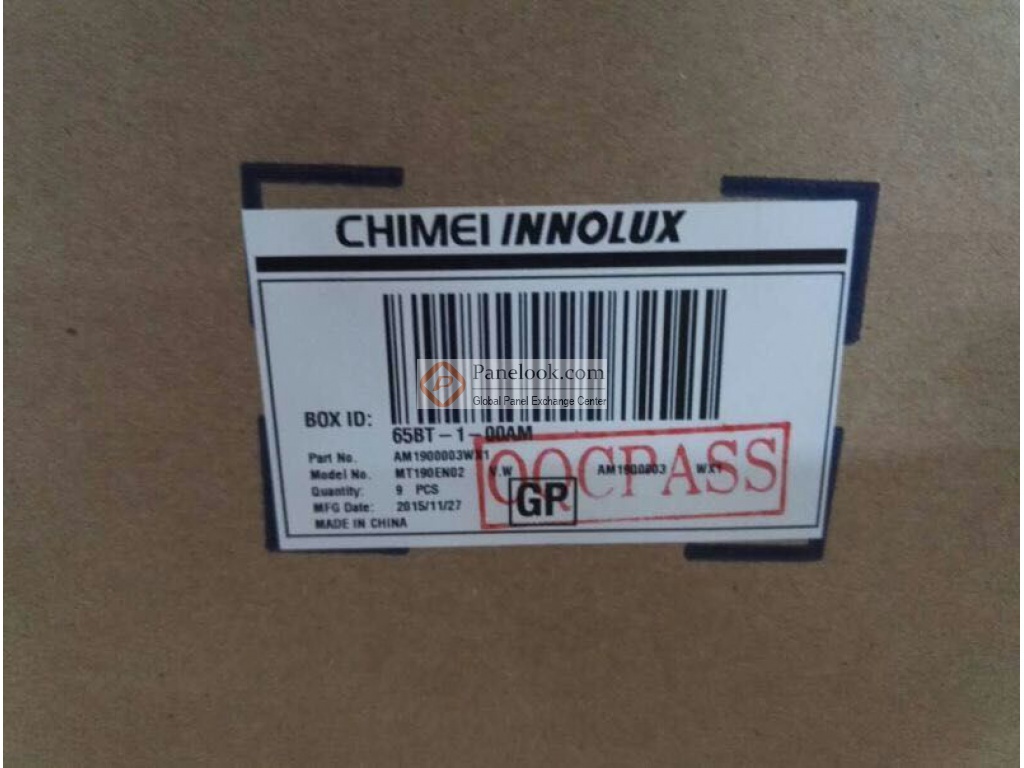 CHIMEI INNOLUX
Panelook.com
Global Panel Exchange Center
BOX ID:
65BT-1-00AM
Part No. AM1900003WX1
Model No. MT190EN02 V.W AM1900003 WX1
Quantity: 9 PCS
MFG Date: 2015/11/27
MADE IN CHINA
OQCPASS
GP